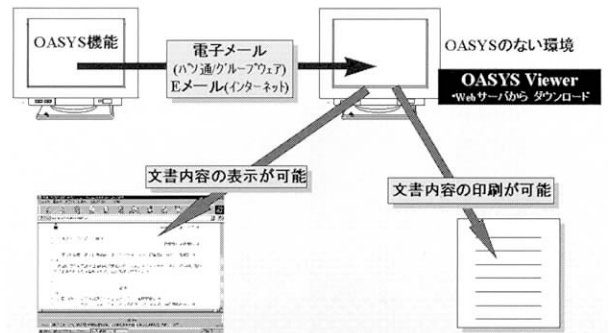 OASYS機能
電子メール
(パソ通/グループウェア)
Eメール(インターネット)
OASYSのない環境
OASYS Viewer
・Webサーバから ダウンロード
文書内容の表示が可能
文書内容の印刷が可能